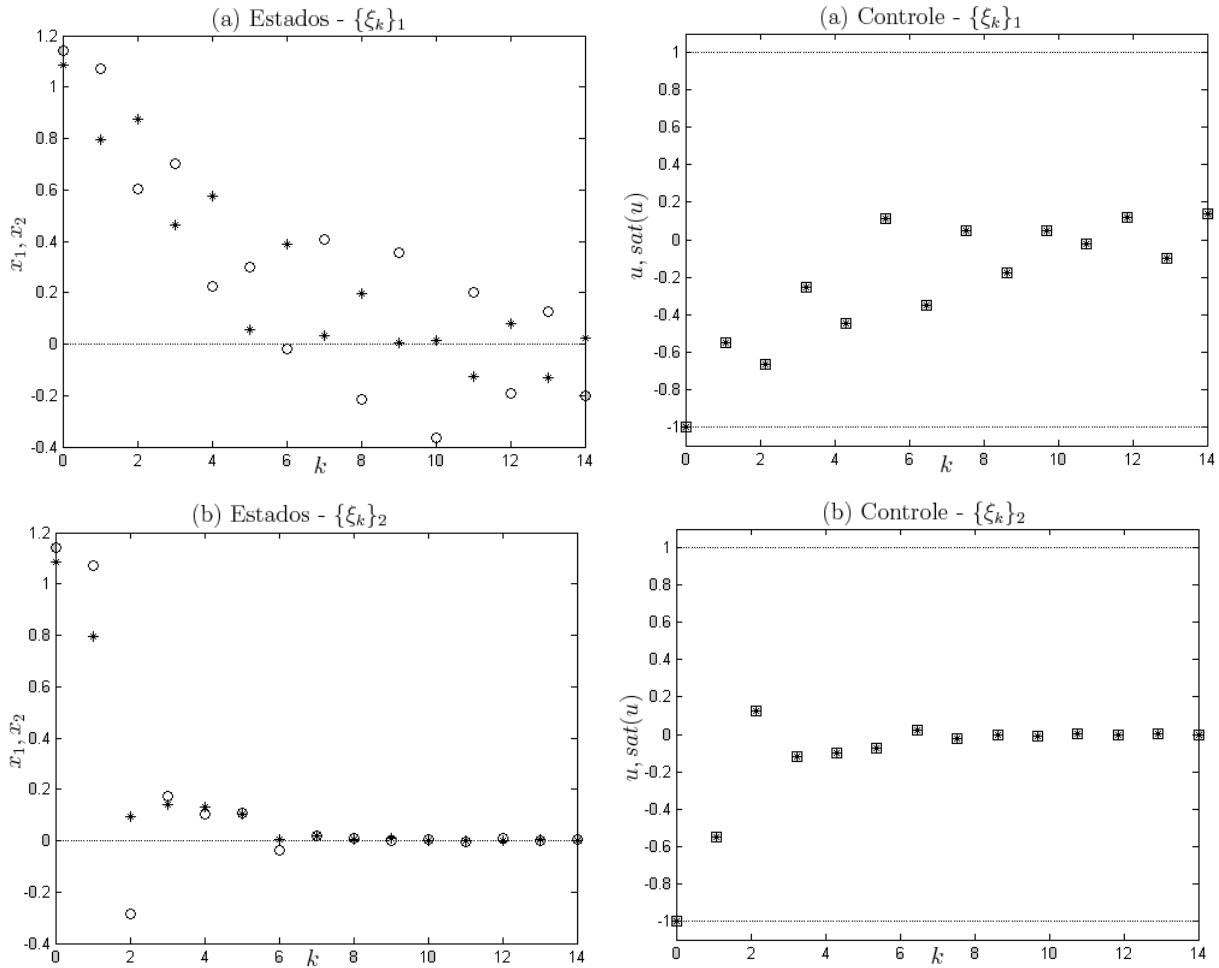 (a) Estados - {ξₖ}₁
1.2
1
0.8
0.6
0.4
0.2
0
-0.2
-0.4
x₁, x₂
0 2 4 6 8 10 12 14
k
(a) Controle - {ξₖ}₁
1
0.8
0.6
0.4
0.2
0
-0.2
-0.4
-0.6
-0.8
-1
u, sat(u)
0 2 4 6 8 10 12 14
k
(b) Estados - {ξₖ}₂
1.2
1
0.8
0.6
0.4
0.2
0
-0.2
-0.4
x₁, x₂
0 2 4 6 8 10 12 14
k
(b) Controle - {ξₖ}₂
1
0.8
0.6
0.4
0.2
0
-0.2
-0.4
-0.6
-0.8
-1
u, sat(u)
0 2 4 6 8 10 12 14
k